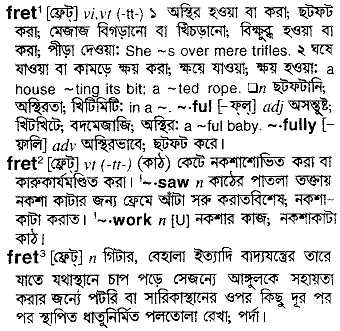 fret¹ [ফ্রেট্] vi,vt (-tt-) ১ অস্থির হওয়া বা করা; ছটফট
করা; মেজাজ বিগড়ানো বা খিঁচড়ানো; বিক্ষুব্ধ হওয়া বা
করা; পীড়া দেওয়া: She ~s over mere trifles. ২ ঘষে
যাওয়া বা কামড়ে ক্ষয় করা; ক্ষয়ে যাওয়া; ক্ষয় হওয়া: a
house ~ting its bit; a ~ted rope. □n ছটফটানি;
অস্থিরতা; খিটিমিটি: in a ~. ~·ful [–ফ্ল্] adj অসন্তুষ্ট;
খিটখিটে; বদমেজাজি; অস্থির: a ~ful baby. ~·fully [–
ফালি] adv অস্থিরভাবে; ছটফট করে।
fret² [ফ্রেট্] vt (-tt-) (কাঠ) কেটে নকশাশোভিত করা বা
কারুকার্যমণ্ডিত করা। ¹~·saw n কাঠের পাতলা তক্তায়
নকশা কাটার জন্য ফ্রেমে আঁটা সরু করাতবিশেষ; নকশা-
কাটা করাত। ¹~·work n [U] নকশার কাজ; নকশাকাটা
কাঠ।
fret³ [ফ্রেট্] n গিটার, বেহালা ইত্যাদি বাদ্যযন্ত্রের তারে
যাতে যথাস্থানে চাপ পড়ে সেজন্যে আঙ্গুলকে সহায়তা
করার জন্যে পটরি বা সারিকাস্থানের ওপর কিছু দূর পর
পর স্থাপিত ধাতুনির্মিত পলতোলা রেখা; পর্দা।